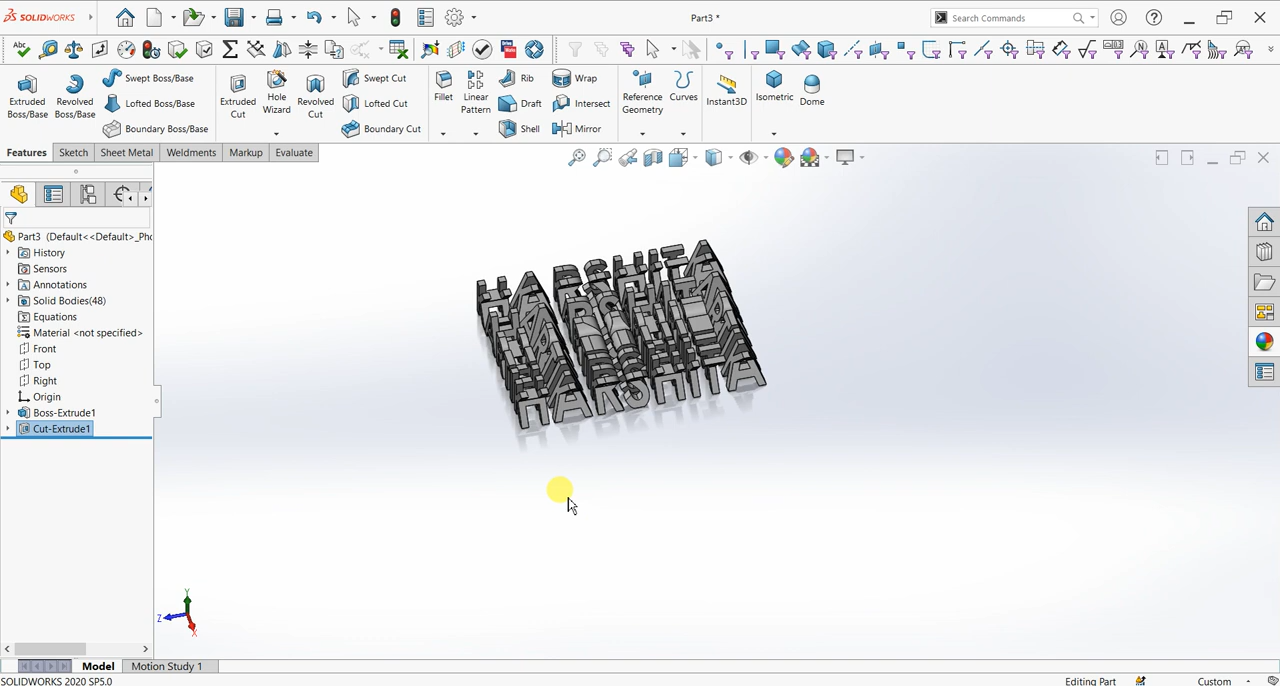 SOLIDWORKS
Part3 *
Search Commands
Extruded Boss/Base
Revolved Boss/Base
Swept Boss/Base
Lofted Boss/Base
Boundary Boss/Base
Extruded Cut
Hole Wizard
Revolved Cut
Swept Cut
Lofted Cut
Boundary Cut
Fillet
Linear Pattern
Rib
Draft
Shell
Wrap
Intersect
Mirror
Reference Geometry
Curves
Instant3D
Isometric
Dome
Features
Sketch
Sheet Metal
Weldments
Markup
Evaluate
Part3 (Default<<Default>_Pho
History
Sensors
Annotations
Solid Bodies(48)
Equations
Material <not specified>
Front
Top
Right
Origin
Boss-Extrude1
Cut-Extrude1
HARSHITA
HARSHITA
HARSHITA
Y
Z
X
Model
Motion Study 1
SOLIDWORKS 2020 SP5.0
Editing Part
Custom